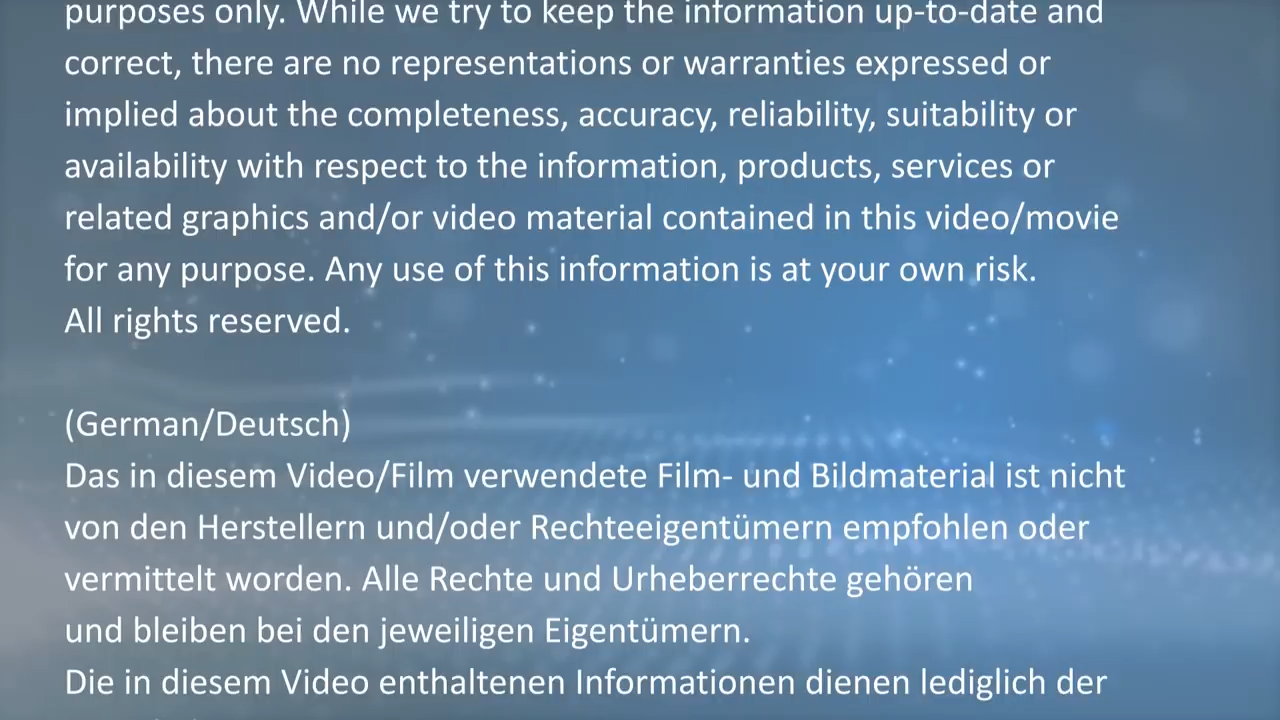 purposes only. While we try to keep the information up-to-date and
correct, there are no representations or warranties expressed or
implied about the completeness, accuracy, reliability, suitability or
availability with respect to the information, products, services or
related graphics and/or video material contained in this video/movie
for any purpose. Any use of this information is at your own risk.
All rights reserved.
(German/Deutsch)
Das in diesem Video/Film verwendete Film- und Bildmaterial ist nicht
von den Herstellern und/oder Rechteeigentümern empfohlen oder
vermittelt worden. Alle Rechte und Urheberrechte gehören
und bleiben bei den jeweiligen Eigentümern.
Die in diesem Video enthaltenen Informationen dienen lediglich der